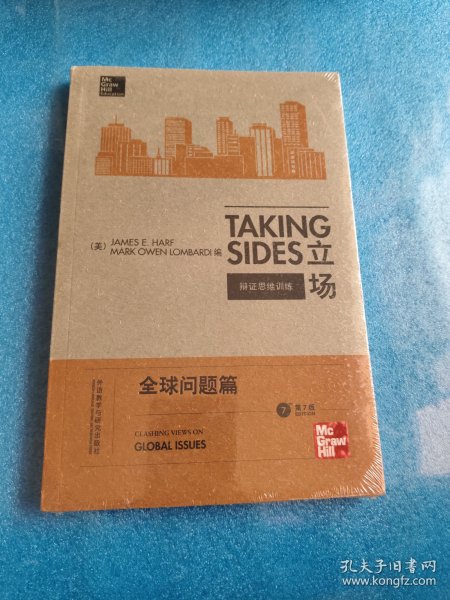 Mc
Graw
Hill
Education
TAKING
SIDES立
场
(美) JAMES E. HARF
MARK OWEN LOMBARDI 编
辩证思维训练
全球问题篇
外语教学与研究出版社
7 第7版
EDITION
CLASHING VIEWS ON
GLOBAL ISSUES
Mc
Graw
Hill
孔夫子旧书网
www.kongfz.com